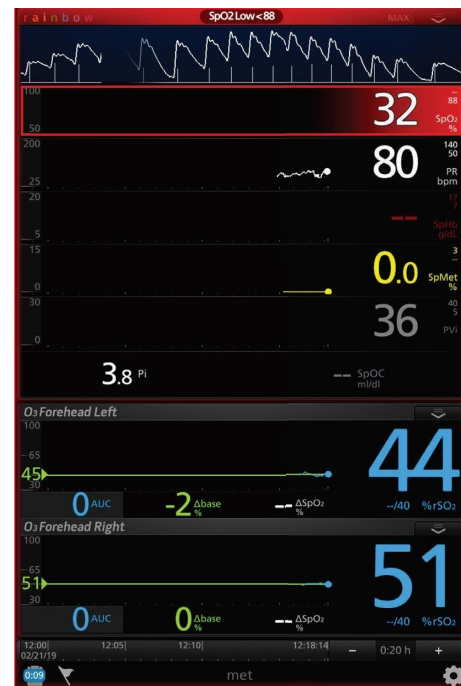 rainbow SpO2 Low < 88 MAX
100 -- 88
32 SpO₂ %
50
200 140 50
80 PR bpm
25
20 17 7
-- SpHb g/dL
5
15 3 --
0.0 SpMet %
0
30 40 5
36 PVi
0
3.8 Pi -- SpOC ml/dl
O₃ Forehead Left
100
65 44
45
30
0 AUC -2 Δbase % -- ΔSpO₂ % --/40 %rSO₂
O₃ Forehead Right
100
65 51
51
30
0 AUC 0 Δbase % -- ΔSpO₂ % --/40 %rSO₂
12:00 12:05 12:10 12:18:14 − 0:20 h +
02/21/19
0:09 met